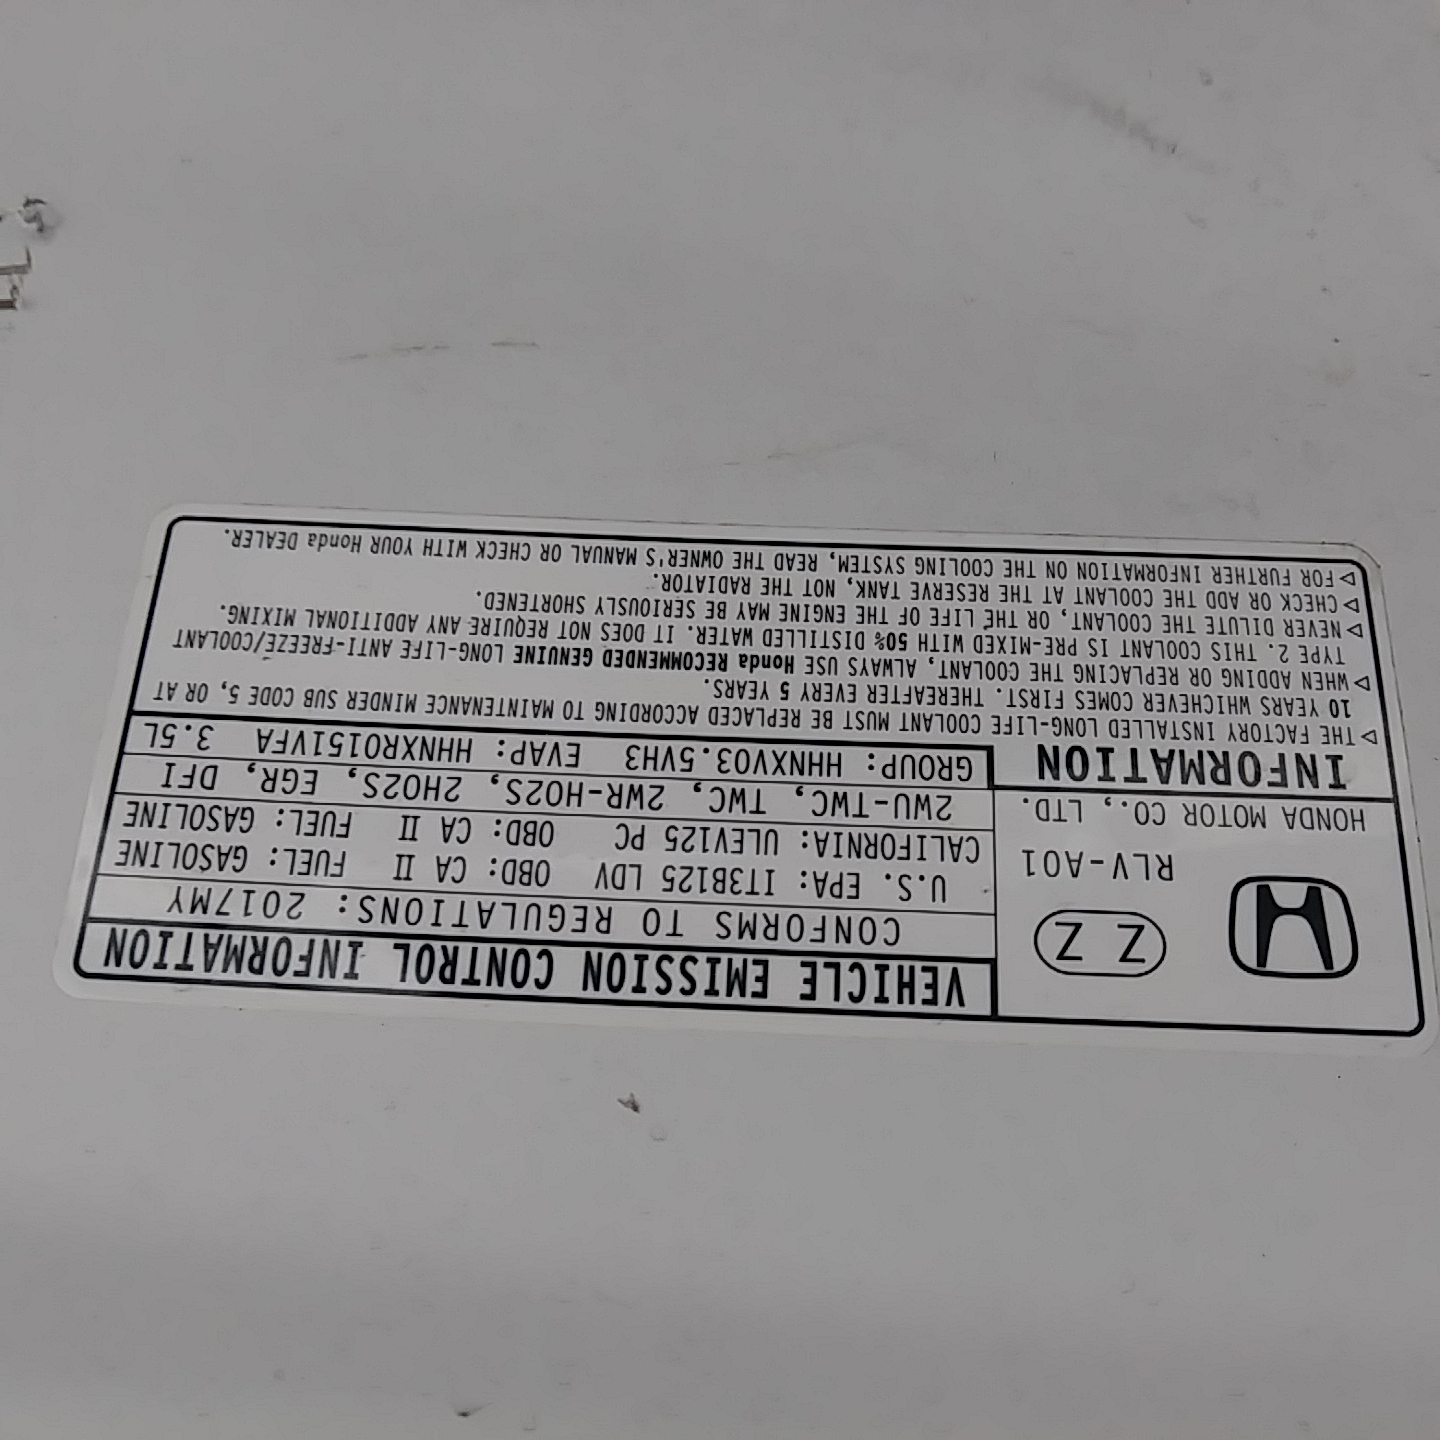 VEHICLE EMISSION CONTROL INFORMATION
CONFORMS TO REGULATIONS: 2017MY
U.S. EPA: IT3B125 LDV OBD: CA II FUEL: GASOLINE
CALIFORNIA: ULEV125 PC OBD: CA II FUEL: GASOLINE
2WU-TWC, TWC, 2WR-HO2S, 2HO2S, EGR, DFI
GROUP: HHNXV03.5VH3 EVAP: HHNXR0151VFA 3.5L
Z Z
RLV-A01
HONDA MOTOR CO., LTD.
INFORMATION
▷THE FACTORY INSTALLED LONG-LIFE COOLANT MUST BE REPLACED ACCORDING TO MAINTENANCE MINDER SUB CODE 5, OR AT
10 YEARS WHICHEVER COMES FIRST. THEREAFTER EVERY 5 YEARS.
▷WHEN ADDING OR REPLACING THE COOLANT, ALWAYS USE Honda RECOMMENDED GENUINE LONG-LIFE ANTI-FREEZE/COOLANT
TYPE 2. THIS COOLANT IS PRE-MIXED WITH 50% DISTILLED WATER. IT DOES NOT REQUIRE ANY ADDITIONAL MIXING.
▷NEVER DILUTE THE COOLANT, OR THE LIFE OF THE ENGINE MAY BE SERIOUSLY SHORTENED.
▷CHECK OR ADD THE COOLANT AT THE RESERVE TANK, NOT THE RADIATOR.
▷FOR FURTHER INFORMATION ON THE COOLING SYSTEM, READ THE OWNER'S MANUAL OR CHECK WITH YOUR Honda DEALER.